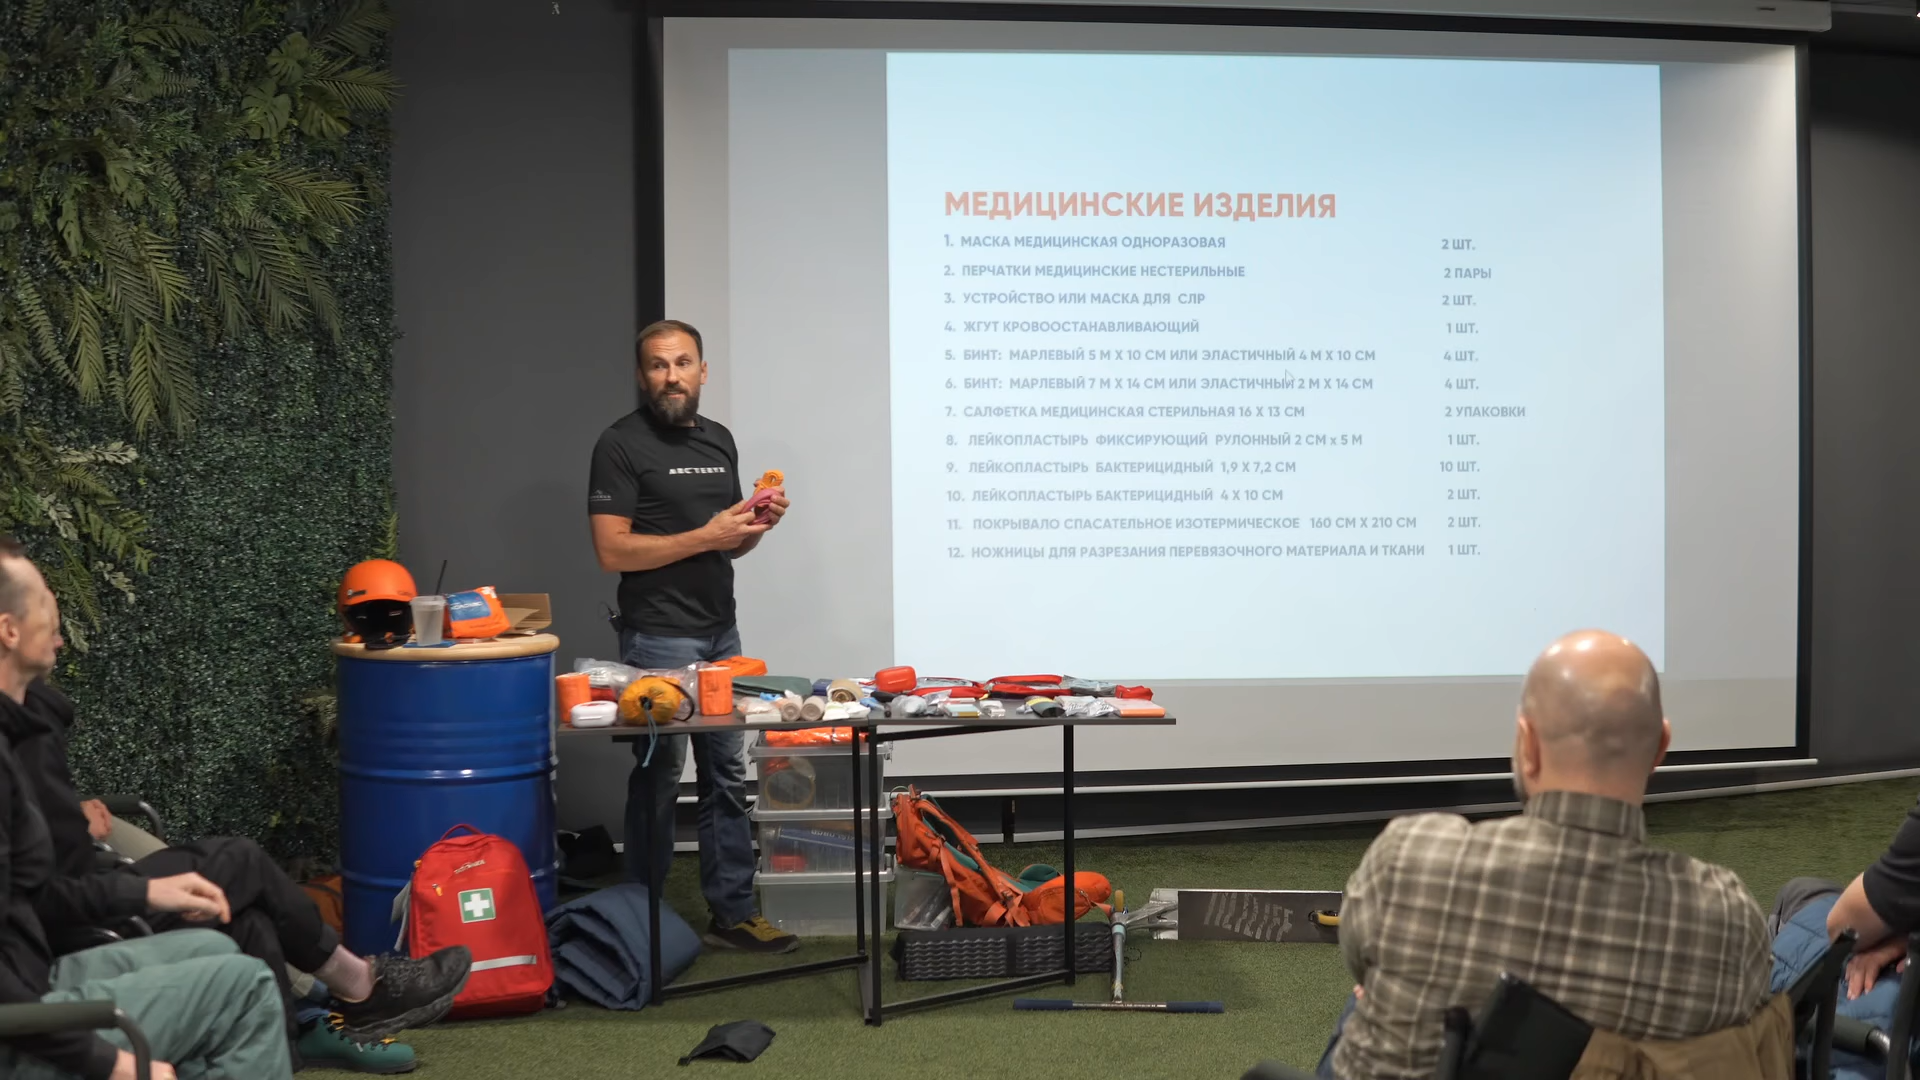 МЕДИЦИНСКИЕ ИЗДЕЛИЯ
1. МАСКА МЕДИЦИНСКАЯ ОДНОРАЗОВАЯ 2 ШТ.
2. ПЕРЧАТКИ МЕДИЦИНСКИЕ НЕСТЕРИЛЬНЫЕ 2 ПАРЫ
3. УСТРОЙСТВО ИЛИ МАСКА ДЛЯ СЛР 2 ШТ.
4. ЖГУТ КРОВООСТАНАВЛИВАЮЩИЙ 1 ШТ.
5. БИНТ: МАРЛЕВЫЙ 5 М Х 10 СМ ИЛИ ЭЛАСТИЧНЫЙ 4 М Х 10 СМ 4 ШТ.
6. БИНТ: МАРЛЕВЫЙ 7 М Х 14 СМ ИЛИ ЭЛАСТИЧНЫЙ 2 М Х 14 СМ 4 ШТ.
7. САЛФЕТКА МЕДИЦИНСКАЯ СТЕРИЛЬНАЯ 16 Х 13 СМ 2 УПАКОВКИ
8. ЛЕЙКОПЛАСТЫРЬ ФИКСИРУЮЩИЙ РУЛОННЫЙ 2 СМ х 5 М 1 ШТ.
9. ЛЕЙКОПЛАСТЫРЬ БАКТЕРИЦИДНЫЙ 1,9 Х 7,2 СМ 10 ШТ.
10. ЛЕЙКОПЛАСТЫРЬ БАКТЕРИЦИДНЫЙ 4 Х 10 СМ 2 ШТ.
11. ПОКРЫВАЛО СПАСАТЕЛЬНОЕ ИЗОТЕРМИЧЕСКОЕ 160 СМ Х 210 СМ 2 ШТ.
12. НОЖНИЦЫ ДЛЯ РАЗРЕЗАНИЯ ПЕРЕВЯЗОЧНОГО МАТЕРИАЛА И ТКАНИ 1 ШТ.
ARC'TERYX